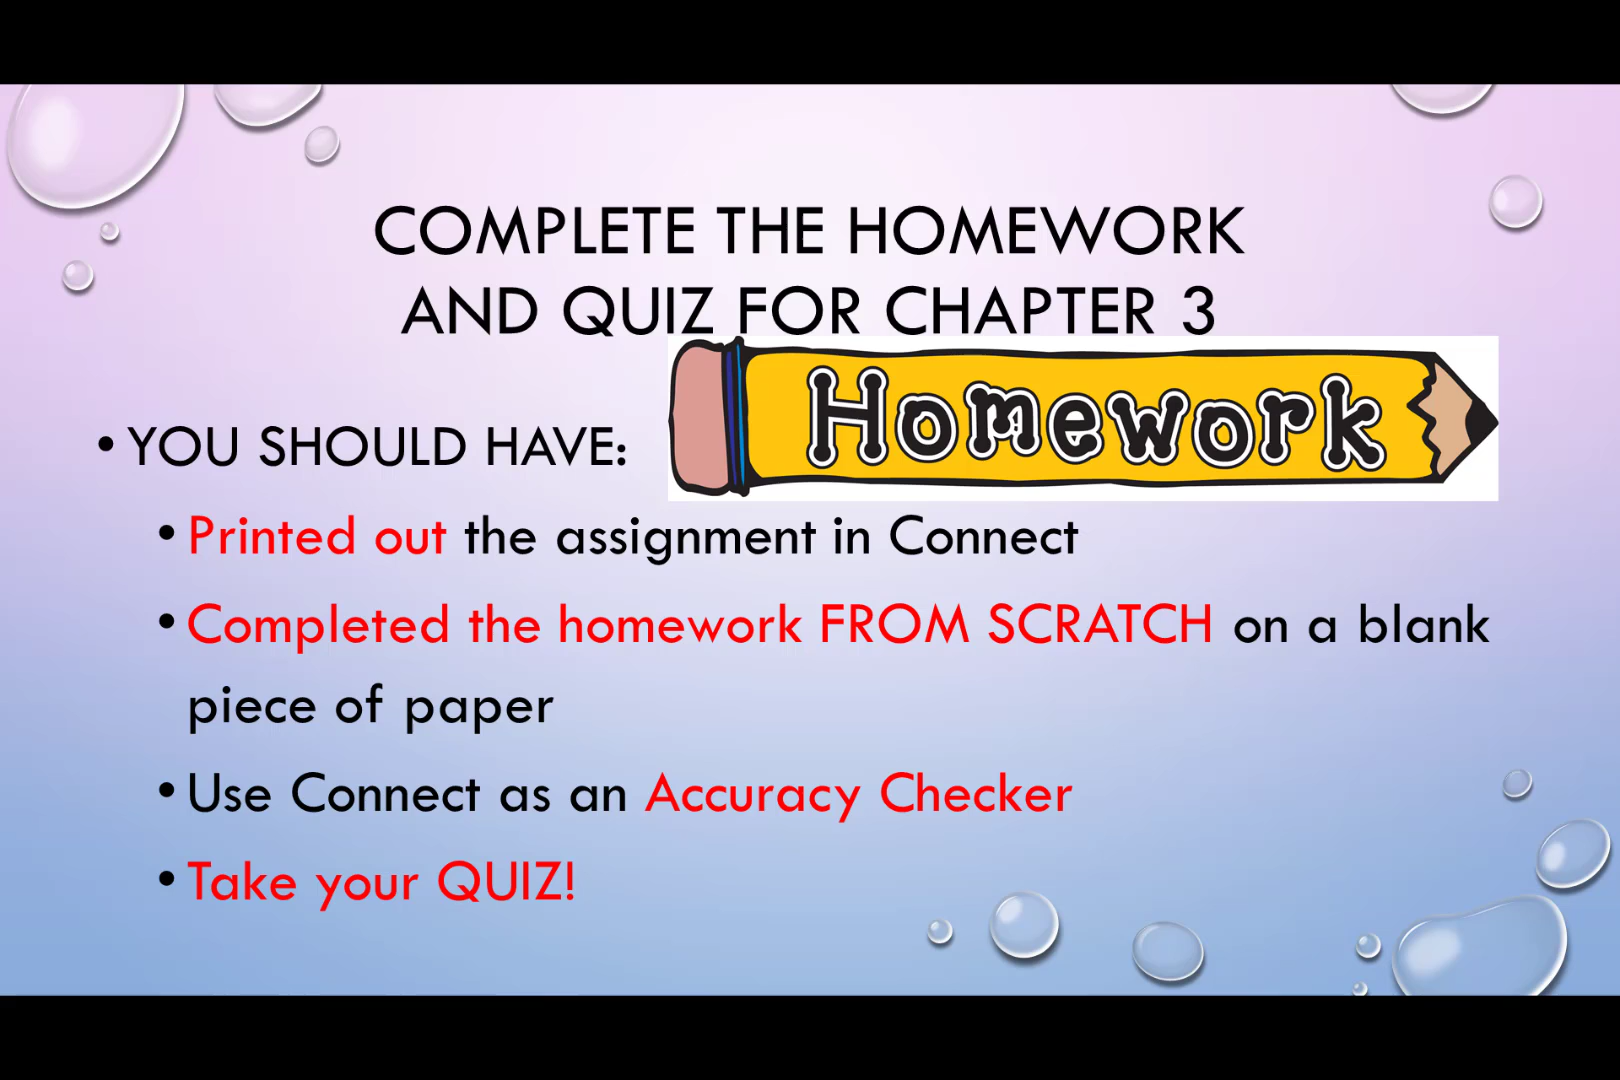 COMPLETE THE HOMEWORK
AND QUIZ FOR CHAPTER 3
Homework
• YOU SHOULD HAVE:
• Printed out the assignment in Connect
• Completed the homework FROM SCRATCH on a blank
piece of paper
• Use Connect as an Accuracy Checker
• Take your QUIZ!